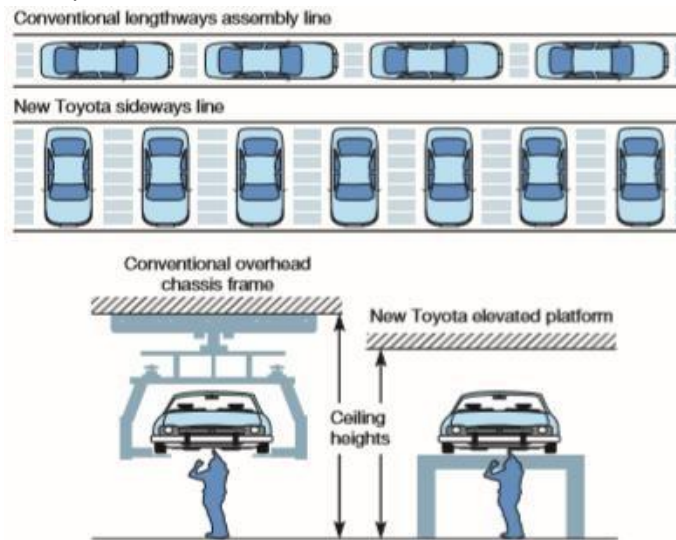 Conventional lengthways assembly line
New Toyota sideways line
Conventional overhead
chassis frame
New Toyota elevated platform
Ceiling
heights